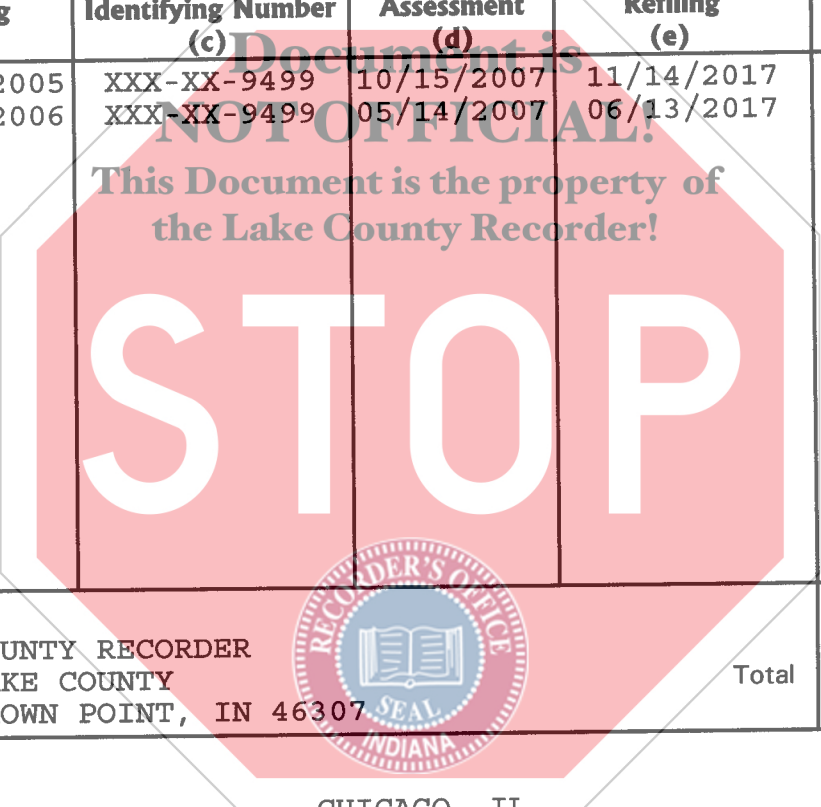 g Identifying Number Assessment Refiling
(c) (d) (e)
2005 XXX-XX-9499 10/15/2007 11/14/2017
2006 XXX-XX-9499 05/14/2007 06/13/2017
Document is
NOT OFFICIAL!
This Document is the property of
the Lake County Recorder!
STOP
UNTY RECORDER
KE COUNTY
OWN POINT, IN 46307
Total
RECORDER'S OFFICE
SEAL
INDIANA
CHICAGO, IL